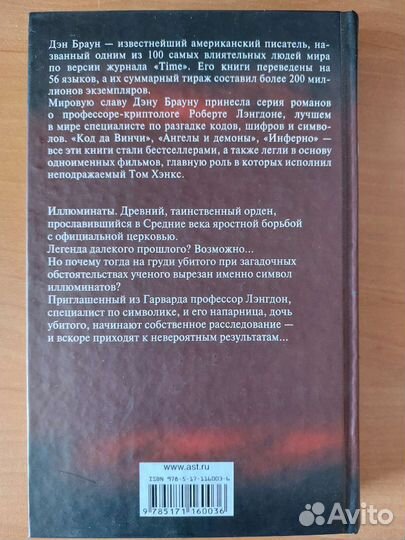 Дэн Браун — известнейший американский писатель, на-
званный одним из 100 самых влиятельных людей мира
по версии журнала «Time». Его книги переведены на
56 языков, а их суммарный тираж составил более 200 мил-
лионов экземпляров.
Мировую славу Дэну Брауну принесла серия романов
о профессоре-криптологе Роберте Лэнгдоне, лучшем
в мире специалисте по разгадке кодов, шифров и симво-
лов. «Код да Винчи», «Ангелы и демоны», «Инферно» —
все эти книги стали бестселлерами, а также легли в основу
одноименных фильмов, главную роль в которых исполнил
неподражаемый Том Хэнкс.
Иллюминаты. Древний, таинственный орден,
прославившийся в Средние века яростной борьбой
с официальной церковью.
Легенда далекого прошлого? Возможно...
Но почему тогда на груди убитого при загадочных
обстоятельствах ученого вырезан именно символ
иллюминатов?
Приглашенный из Гарварда профессор Лэнгдон,
специалист по символике, и его напарница, дочь
убитого, начинают собственное расследование —
и вскоре приходят к невероятным результатам...
www.ast.ru
ISBN 978-5-17-116003-6
9 785171 160036
Avito